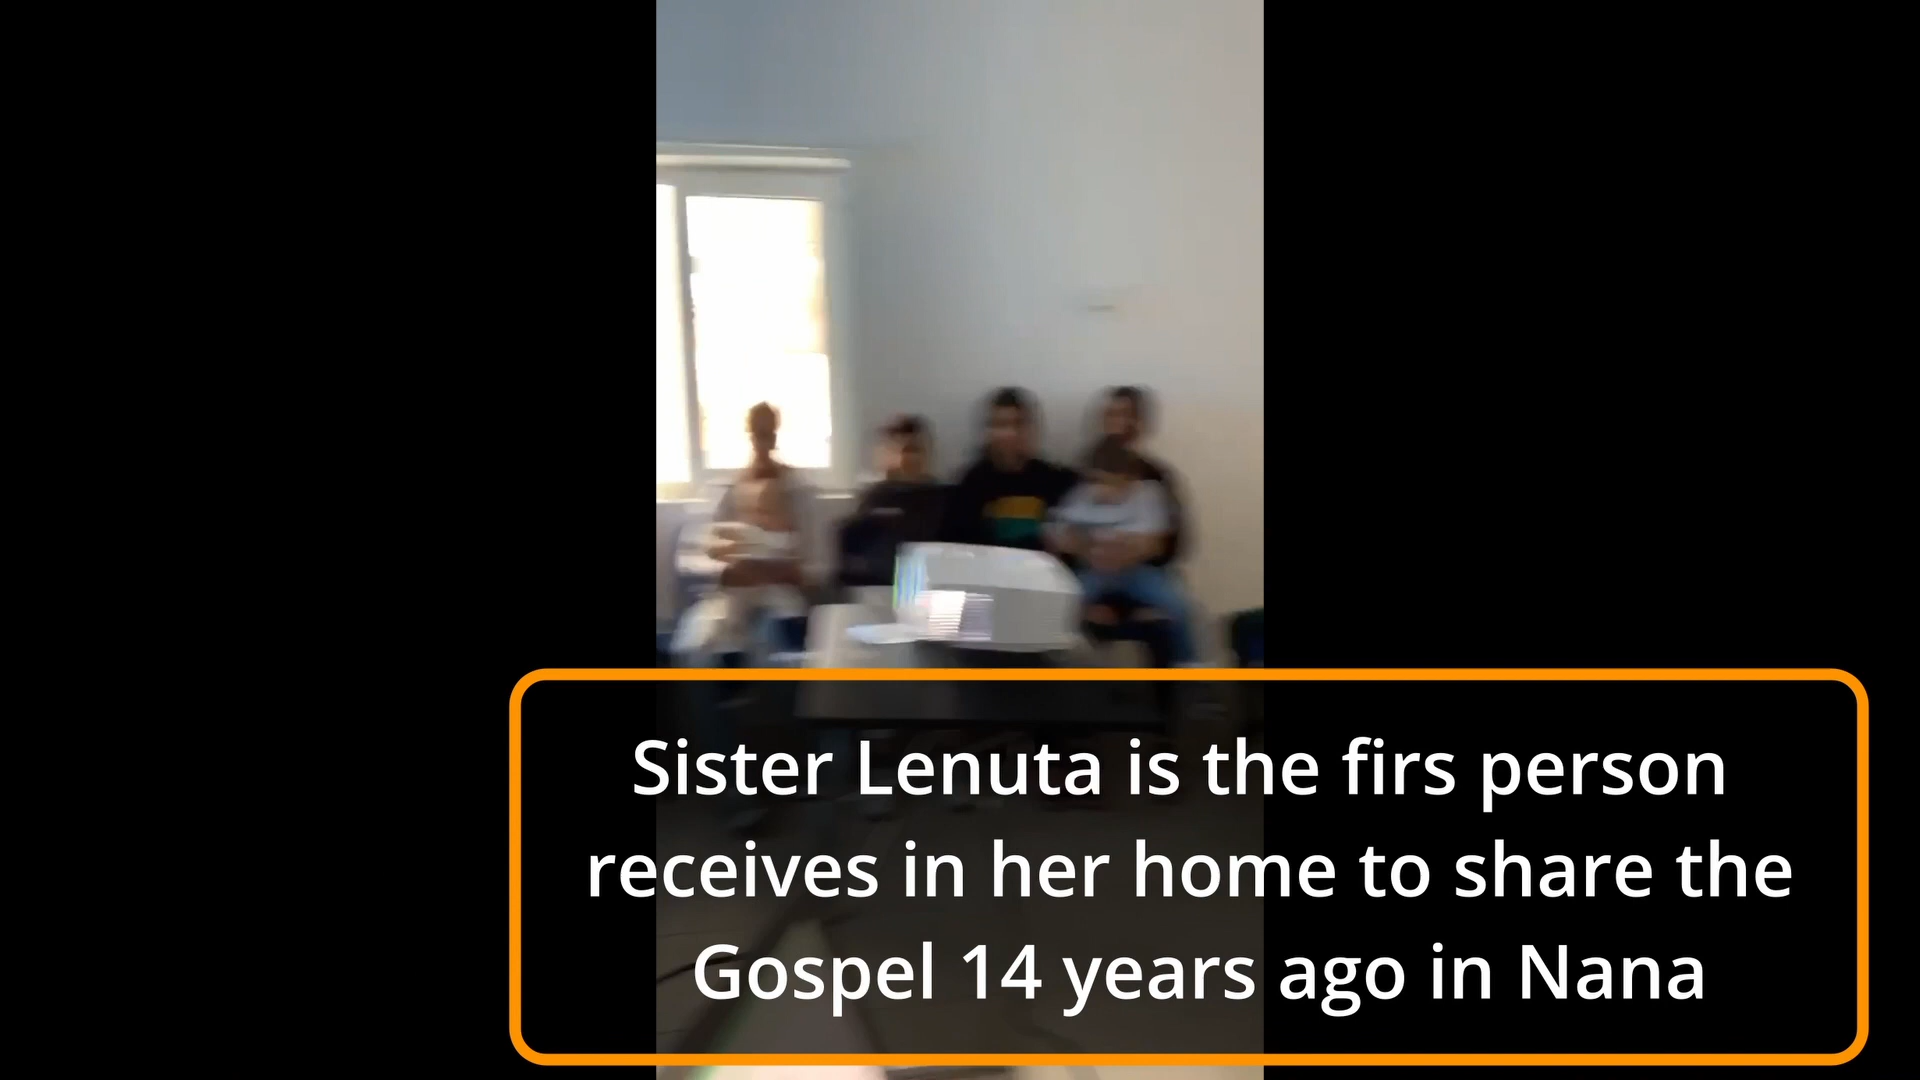 Sister Lenuta is the firs person
receives in her home to share the
Gospel 14 years ago in Nana